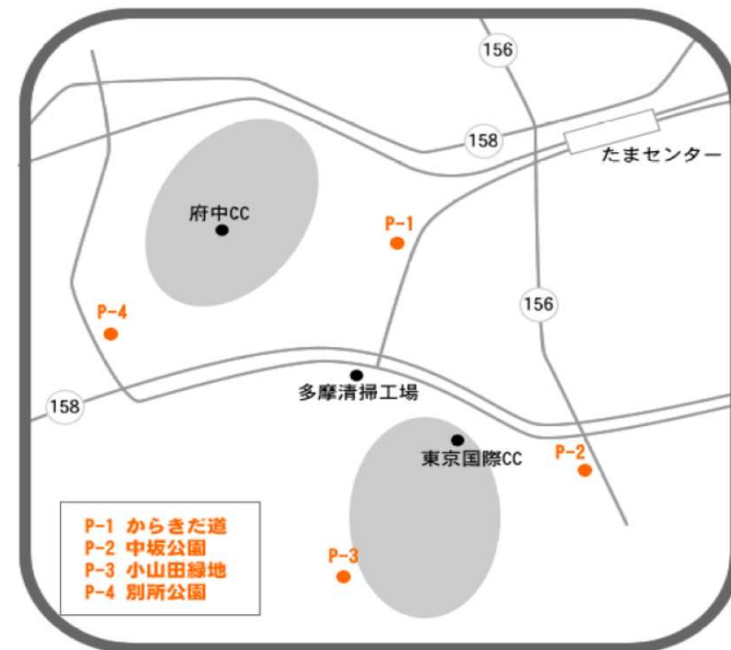 156
158
たまセンター
府中CC
P-1
P-4
156
多摩清掃工場
158
東京国際CC
P-2
P-3
P-1 からきだ道
P-2 中坂公園
P-3 小山田緑地
P-4 別所公園